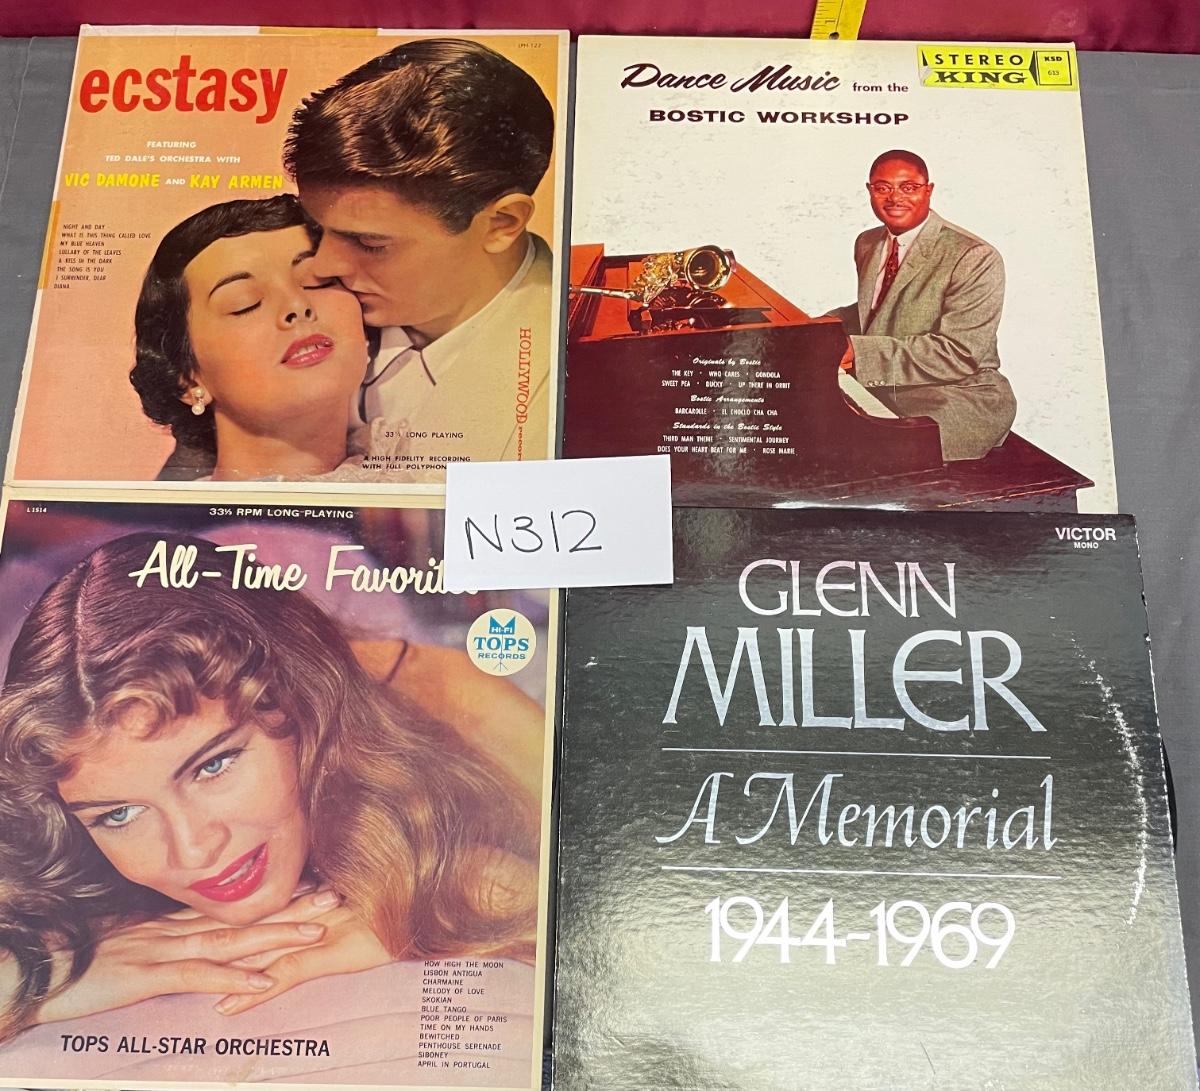 LPH-122
ecstasy
FEATURING
TED DALE'S ORCHESTRA WITH
VIC DAMONE AND KAY ARMEN
NIGHT AND DAY
WHAT IS THIS THING CALLED LOVE
MY BLUE HEAVEN
LULLABY OF THE LEAVES
A KISS IN THE DARK
THE SONG IS YOU
I SURRENDER, DEAR
DIANA
HOLLYWOOD
33⅓ LONG PLAYING
A HIGH FIDELITY RECORDING
WITH FULL
STEREO
KING
KSD
613
Dance Music from the
BOSTIC WORKSHOP
Originals by Bostic
THE KEY • WHO CARES • GONDOLA
SWEET PEA • DUCKY • UP THERE IN ORBIT
Bostic Arrangements
BARCAROLLE • EL CHOCLO CHA CHA
Standards in the Bostic Style
THIRD MAN THEME • SENTIMENTAL JOURNEY
DOES YOUR HEART BEAT FOR ME • ROSE MARIE
N312
L1514
33⅓ RPM LONG PLAYING
All-Time
HI-FI
TOPS
RECORDS
HOW HIGH THE MOON
LISBON ANTIGUA
CHARMAINE
MELODY OF LOVE
SKOKIAN
BLUE TANGO
POOR PEOPLE OF PARIS
TIME ON MY HANDS
BEWITCHED
PENTHOUSE SERENADE
SIBONEY
APRIL IN PORTUGAL
TOPS ALL-STAR ORCHESTRA
VICTOR
MONO
GLENN
MILLER
A Memorial
1944-1969